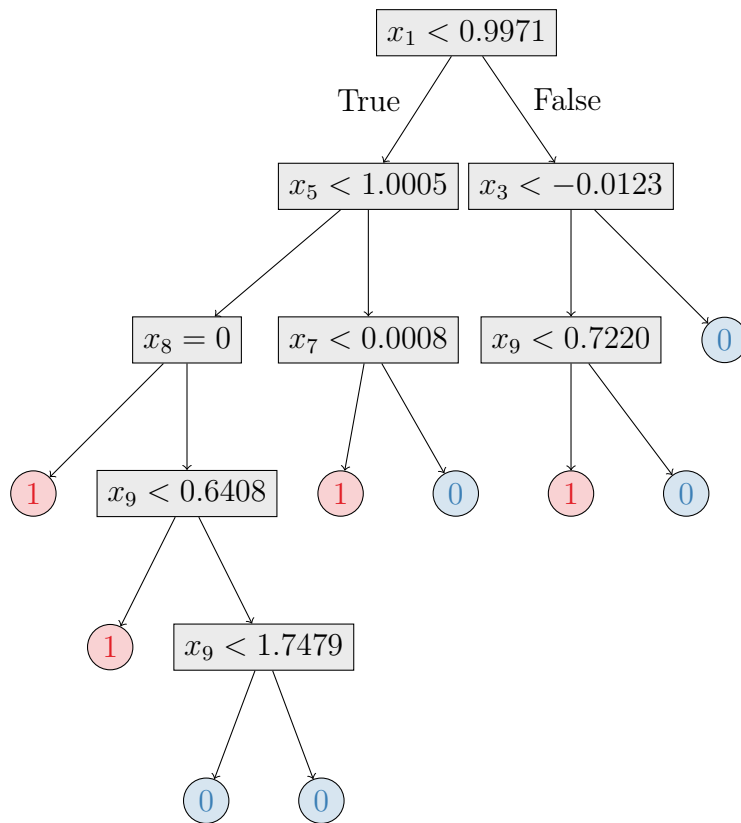 x₁ < 0.9971
True False
x₅ < 1.0005 x₃ < −0.0123
x₈ = 0 x₇ < 0.0008 x₉ < 0.7220 0
1 x₉ < 0.6408 1 0 1 0
1 x₉ < 1.7479
0 0